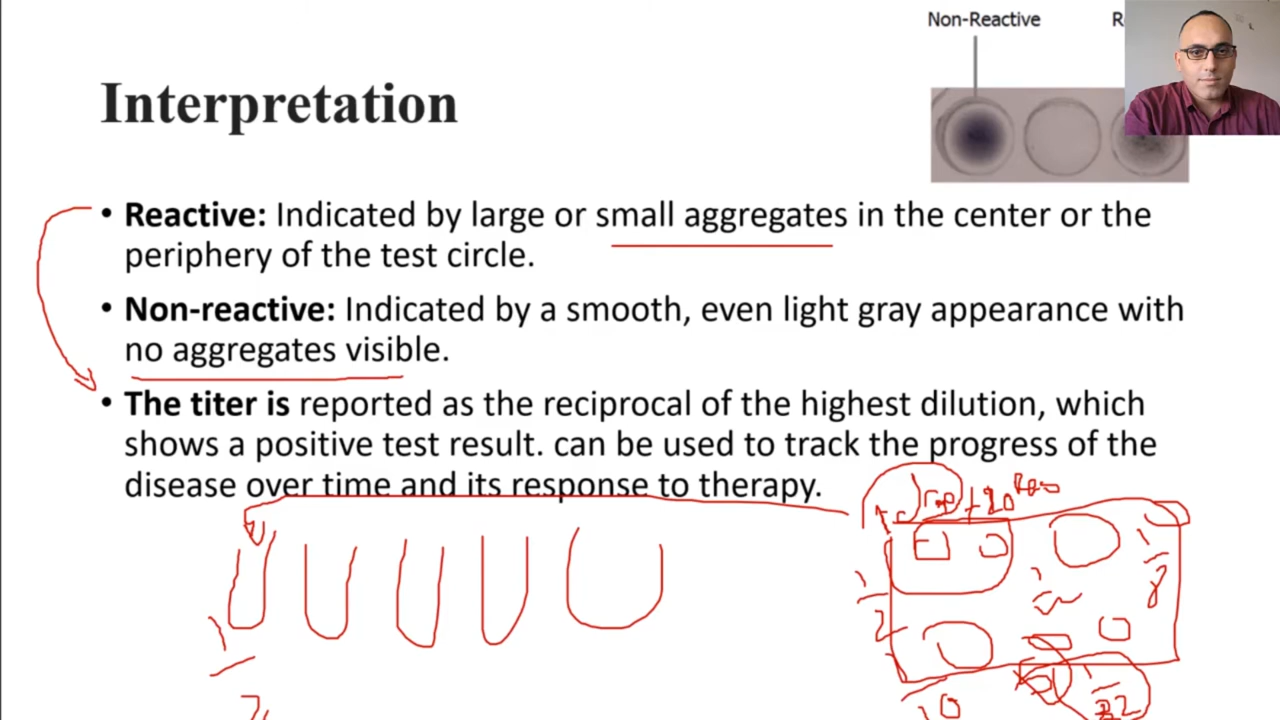 Non-Reactive R
Interpretation
• Reactive: Indicated by large or small aggregates in the center or the
periphery of the test circle.
• Non-reactive: Indicated by a smooth, even light gray appearance with
no aggregates visible.
• The titer is reported as the reciprocal of the highest dilution, which
shows a positive test result. can be used to track the progress of the
disease over time and its response to therapy.